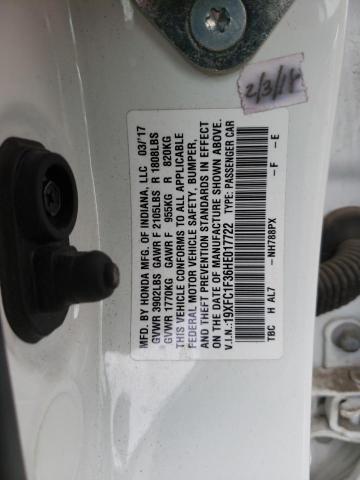 MFD. BY HONDA MFG. OF INDIANA, LLC 03/17
GVWR 3902LBS GAWR F 2105LBS R 1808LBS
GVWR 1770KG GAWR F 955KG R 820KG
THIS VEHICLE CONFORMS TO ALL APPLICABLE
FEDERAL MOTOR VEHICLE SAFETY, BUMPER,
AND THEFT PREVENTION STANDARDS IN EFFECT
ON THE DATE OF MANUFACTURE SHOWN ABOVE.
V.I.N.:19XFC1F36HE017722 TYPE: PASSENGER CAR
TBC H AL7 -NH788PX -F -E
2/3/18